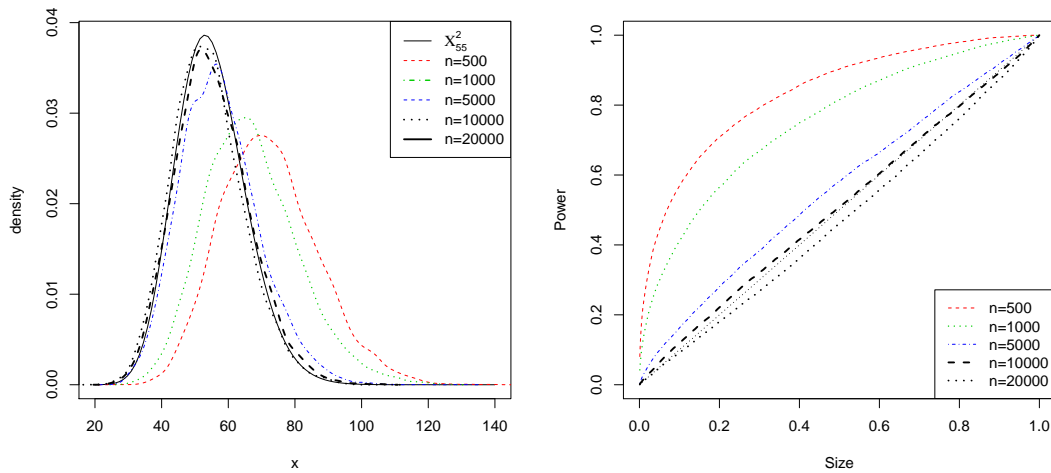 0.04
0.03
0.02
0.01
0.00
density
20 40 60 80 100 120 140
x
X²₅₅
n=500
n=1000
n=5000
n=10000
n=20000
1.0
0.8
0.6
0.4
0.2
0.0
Power
0.0 0.2 0.4 0.6 0.8 1.0
Size
n=500
n=1000
n=5000
n=10000
n=20000